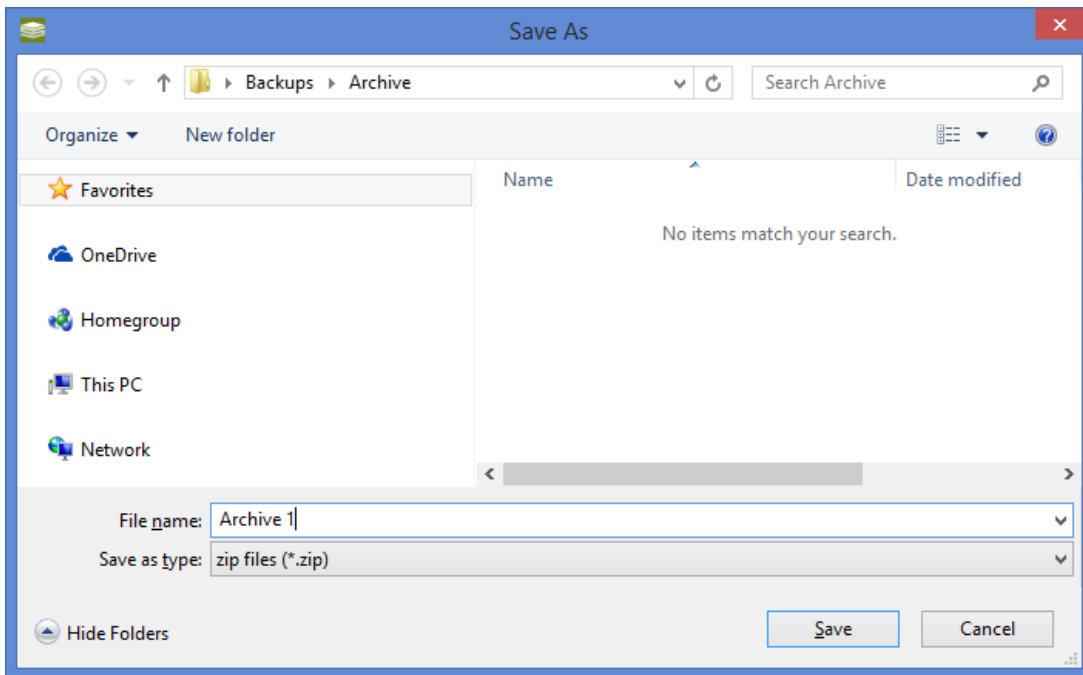 Save As
Backups Archive Search Archive
Organize New folder
Name Date modified
Favorites
No items match your search.
OneDrive
Homegroup
This PC
Network
File name: Archive 1
Save as type: zip files (*.zip)
Hide Folders Save Cancel